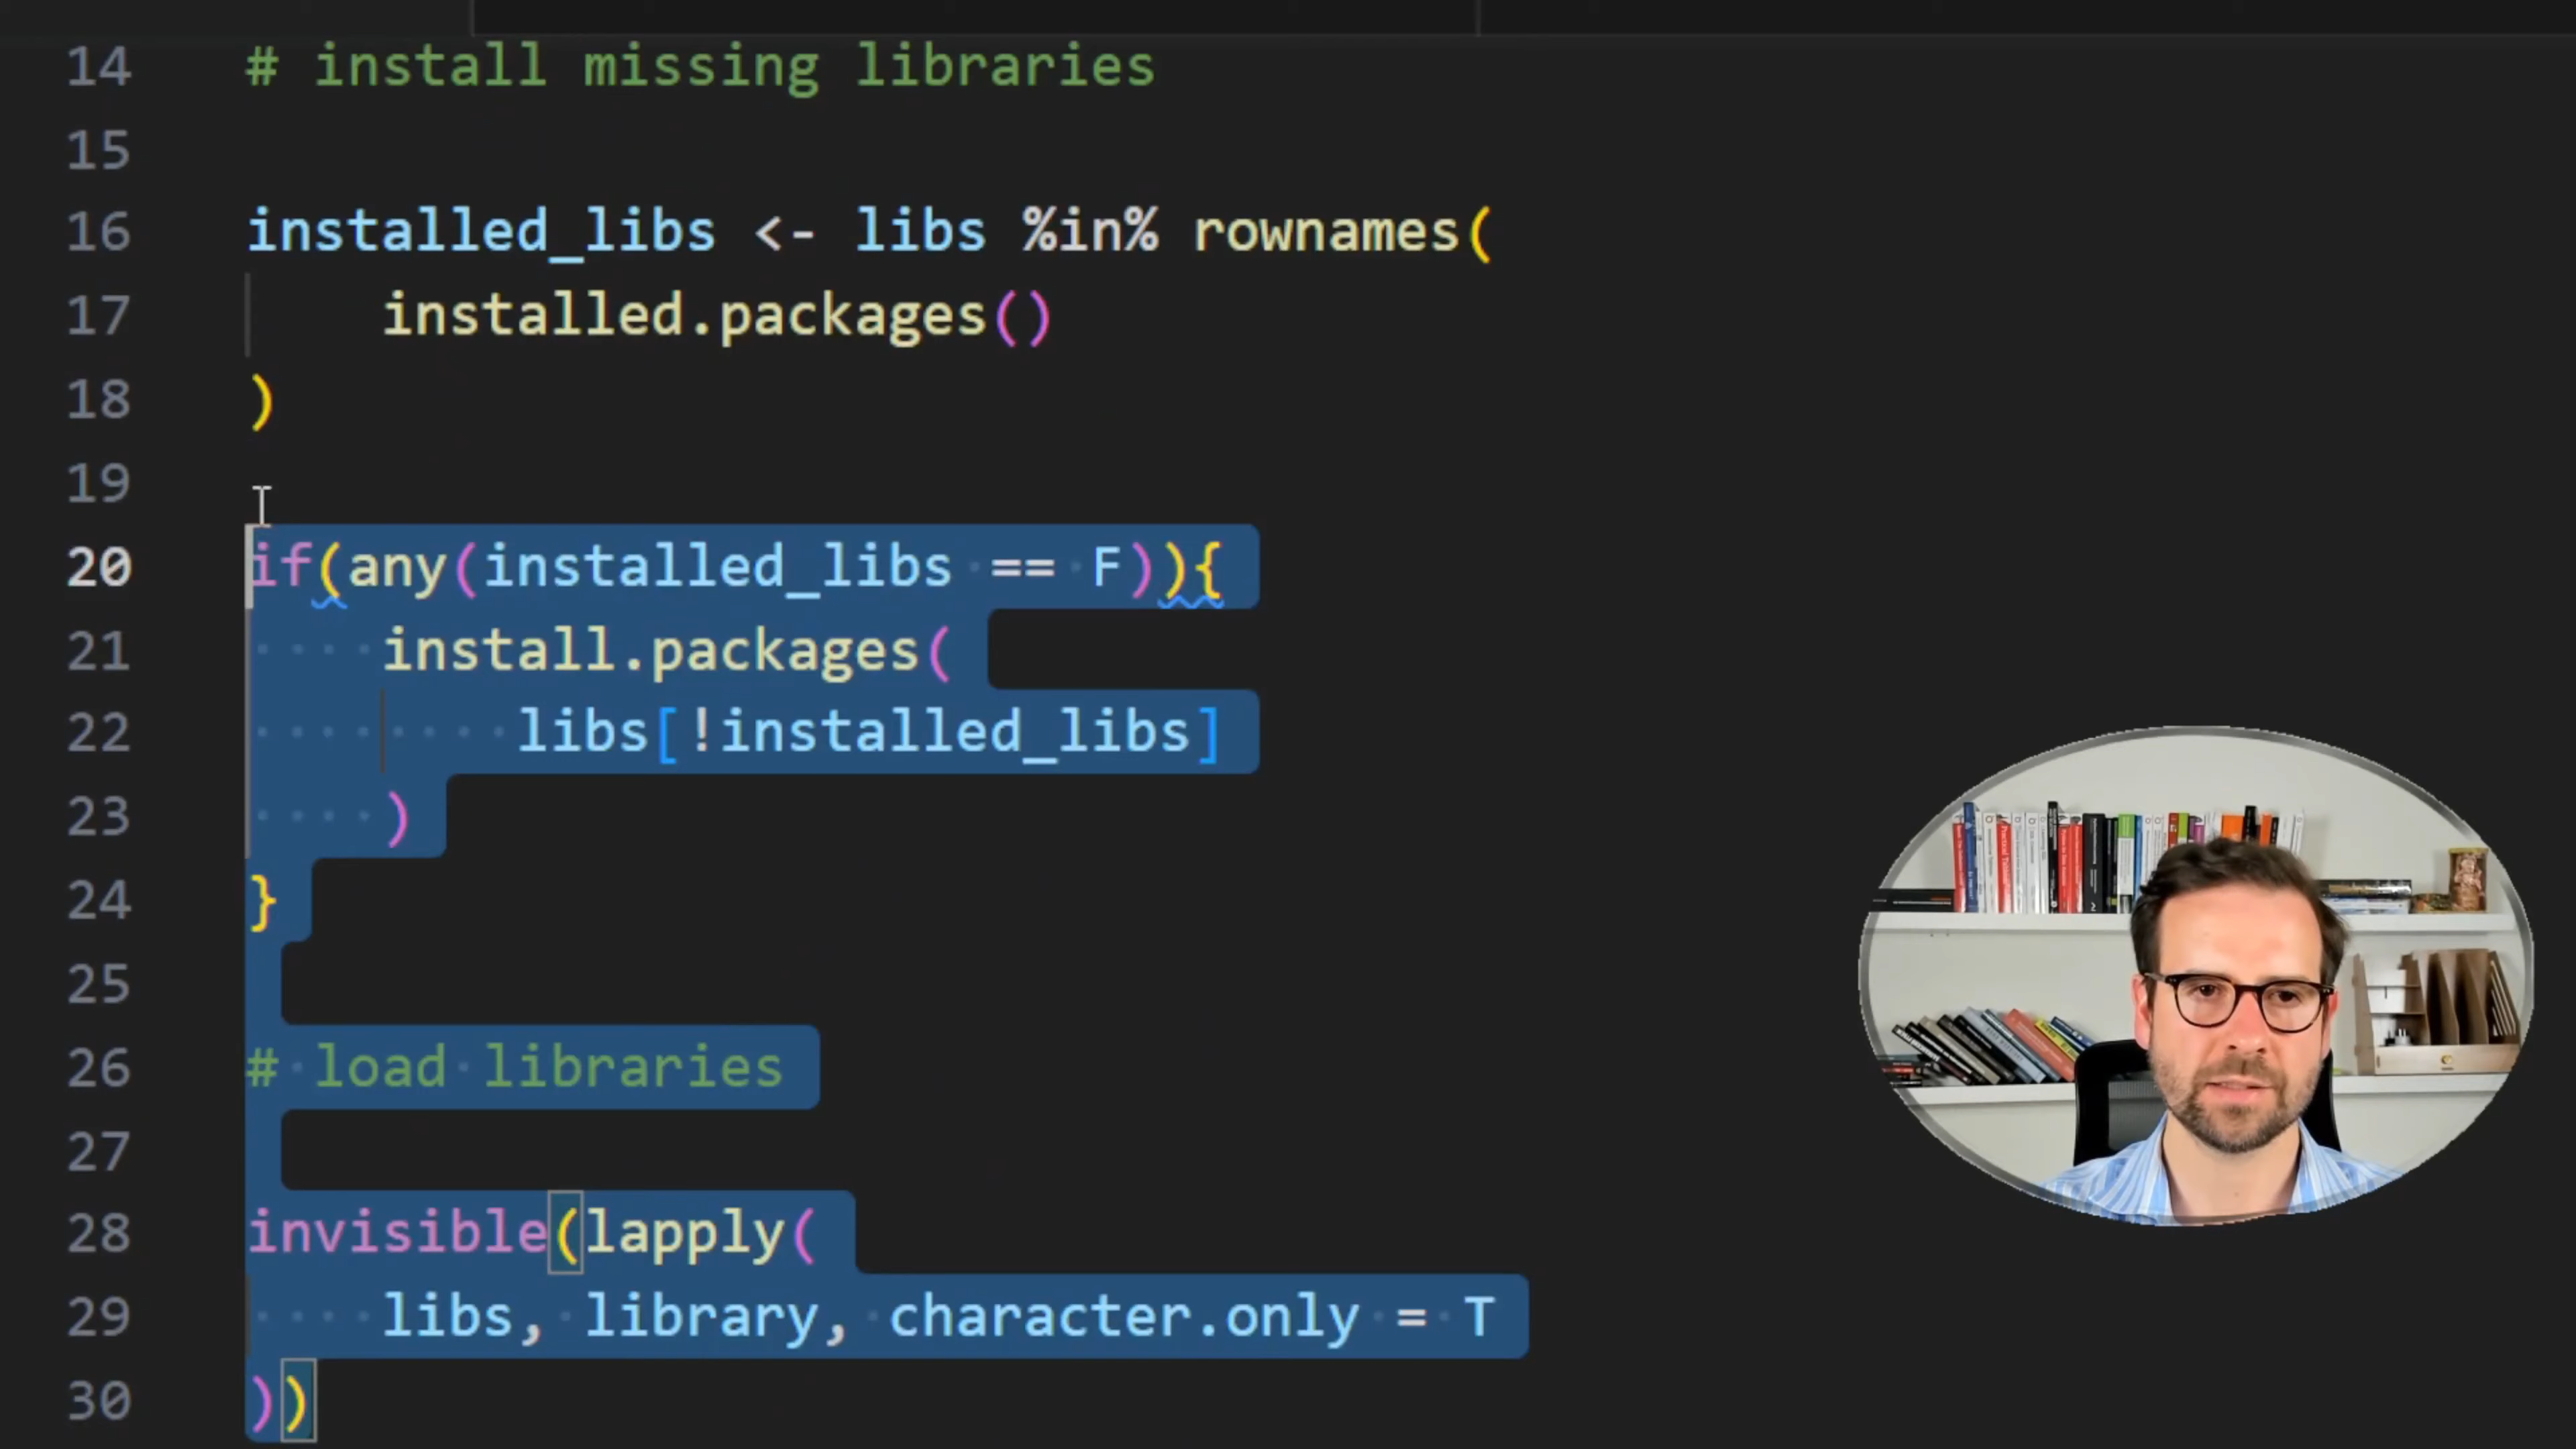 14 # install missing libraries
15
16 installed_libs <- libs %in% rownames(
17     installed.packages()
18 )
19
20 if(any(installed_libs == F)){
21     install.packages(
22         libs[!installed_libs]
23     )
24 }
25
26 # load libraries
27
28 invisible(lapply(
29     libs, library, character.only = T
30 ))